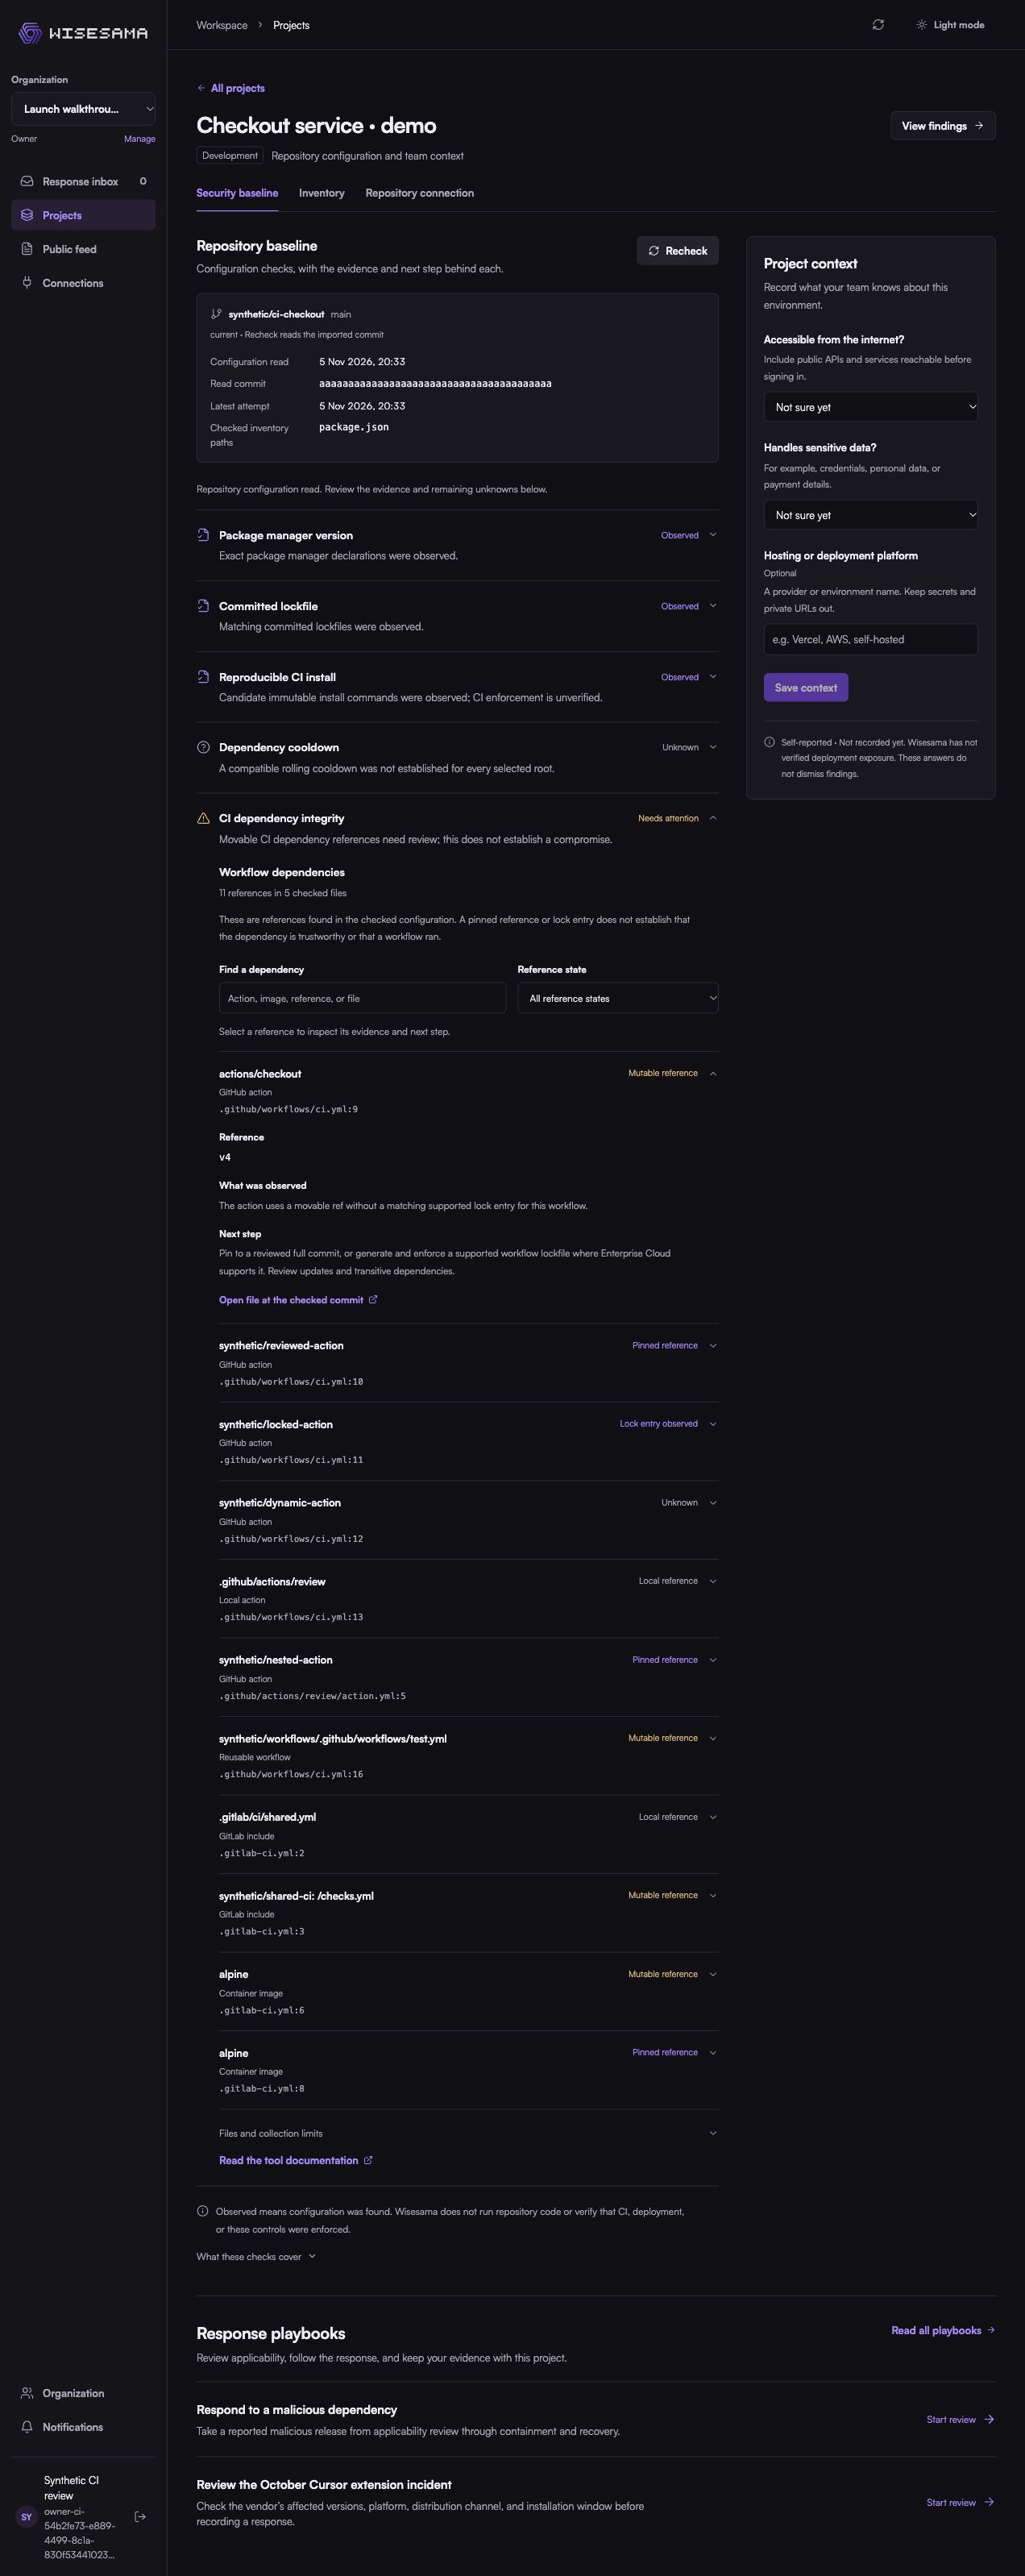 WISESAMA
Organization
Launch walkthrou...
Owner
Manage
Response inbox 0
Projects
Public feed
Connections
Workspace > Projects
Light mode
← All projects
Checkout service · demo
View findings →
Development Repository configuration and team context
Security baseline Inventory Repository connection
Repository baseline
Configuration checks, with the evidence and next step behind each.
Recheck
synthetic/ci-checkout main
current · Recheck reads the imported commit
Configuration read 5 Nov 2026, 20:33
Read commit aaaaaaaaaaaaaaaaaaaaaaaaaaaaaaaaaaaaaaaa
Latest attempt 5 Nov 2026, 20:33
Checked inventory package.json
paths
Repository configuration read. Review the evidence and remaining unknowns below.
Package manager version Observed
Exact package manager declarations were observed.
Committed lockfile Observed
Matching committed lockfiles were observed.
Reproducible CI install Observed
Candidate immutable install commands were observed; CI enforcement is unverified.
Dependency cooldown Unknown
A compatible rolling cooldown was not established for every selected root.
CI dependency integrity Needs attention
Movable CI dependency references need review; this does not establish a compromise.
Workflow dependencies
11 references in 5 checked files
These are references found in the checked configuration. A pinned reference or lock entry does not establish that
the dependency is trustworthy or that a workflow ran.
Find a dependency Reference state
Action, image, reference, or file All reference states
Select a reference to inspect its evidence and next step.
actions/checkout Mutable reference
GitHub action
.github/workflows/ci.yml:9
Reference
v4
What was observed
The action uses a movable ref without a matching supported lock entry for this workflow.
Next step
Pin to a reviewed full commit, or generate and enforce a supported workflow lockfile where Enterprise Cloud
supports it. Review updates and transitive dependencies.
Open file at the checked commit
synthetic/reviewed-action Pinned reference
GitHub action
.github/workflows/ci.yml:10
synthetic/locked-action Lock entry observed
GitHub action
.github/workflows/ci.yml:11
synthetic/dynamic-action Unknown
GitHub action
.github/workflows/ci.yml:12
.github/actions/review Local reference
Local action
.github/workflows/ci.yml:13
synthetic/nested-action Pinned reference
GitHub action
.github/actions/review/action.yml:5
synthetic/workflows/.github/workflows/test.yml Mutable reference
Reusable workflow
.github/workflows/ci.yml:16
.gitlab/ci/shared.yml Local reference
GitLab include
.gitlab-ci.yml:2
synthetic/shared-ci: /checks.yml Mutable reference
GitLab include
.gitlab-ci.yml:3
alpine Mutable reference
Container image
.gitlab-ci.yml:6
alpine Pinned reference
Container image
.gitlab-ci.yml:8
Files and collection limits
Read the tool documentation
Observed means configuration was found. Wisesama does not run repository code or verify that CI, deployment,
or these controls were enforced.
What these checks cover
Project context
Record what your team knows about this
environment.
Accessible from the internet?
Include public APIs and services reachable before
signing in.
Not sure yet
Handles sensitive data?
For example, credentials, personal data, or
payment details.
Not sure yet
Hosting or deployment platform
Optional
A provider or environment name. Keep secrets and
private URLs out.
e.g. Vercel, AWS, self-hosted
Save context
Self-reported · Not recorded yet. Wisesama has not
verified deployment exposure. These answers do
not dismiss findings.
Response playbooks
Read all playbooks →
Review applicability, follow the response, and keep your evidence with this project.
Respond to a malicious dependency
Take a reported malicious release from applicability review through containment and recovery.
Start review →
Review the October Cursor extension incident
Check the vendor's affected versions, platform, distribution channel, and installation window before
recording a response.
Start review →
Organization
Notifications
SY
Synthetic CI
review
owner-ci-
54b2fe73-e889-
4499-8c1a-
830f53441023...